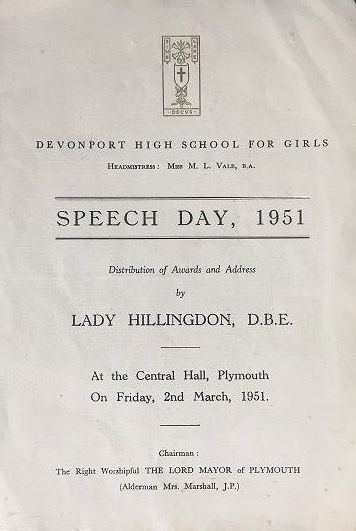 DECVS
DEVONPORT HIGH SCHOOL FOR GIRLS
HEADMISTRESS: MISS M. L. VALE, B.A.
SPEECH DAY, 1951
Distribution of Awards and Address
by
LADY HILLINGDON, D.B.E.
At the Central Hall, Plymouth
On Friday, 2nd March, 1951.
Chairman:
The Right Worshipful THE LORD MAYOR of PLYMOUTH
(Alderman Mrs. Marshall, J.P.)